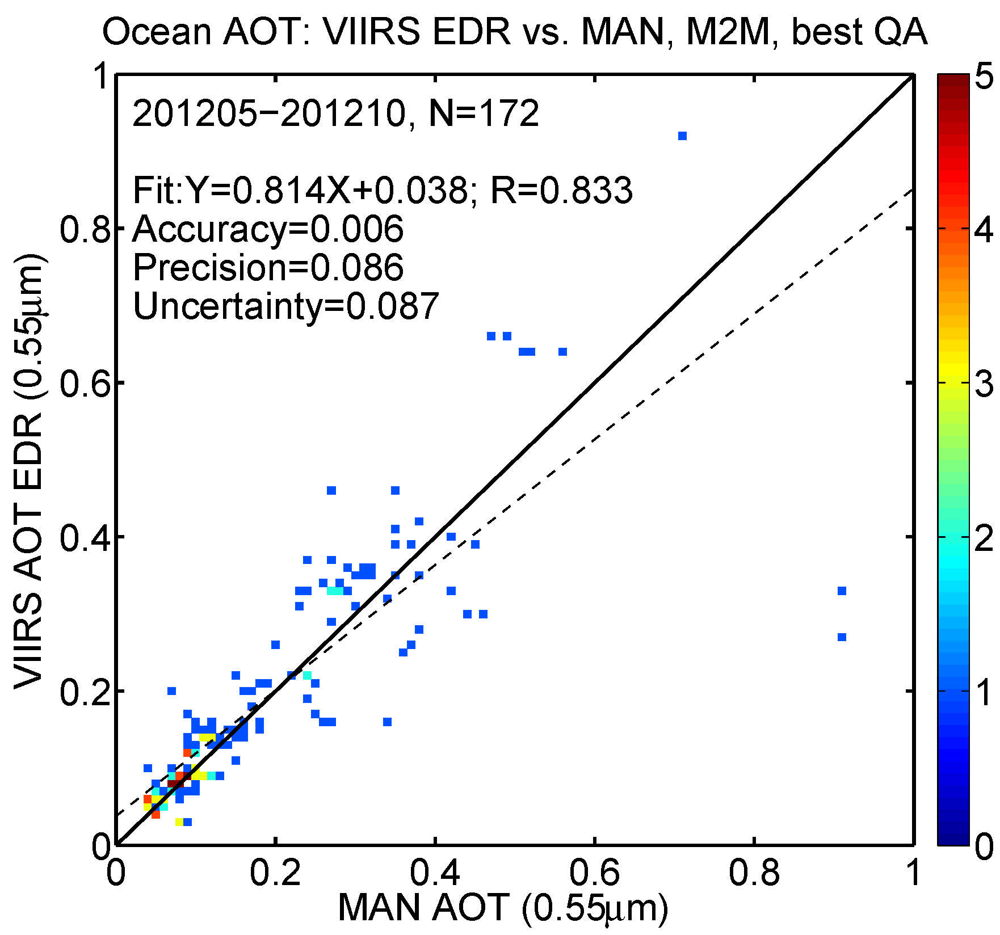 Ocean AOT: VIIRS EDR vs. MAN, M2M, best QA
201205−201210, N=172
Fit:Y=0.814X+0.038; R=0.833
Accuracy=0.006
Precision=0.086
Uncertainty=0.087
VIIRS AOT EDR (0.55μm)
1
0.8
0.6
0.4
0.2
0
0 0.2 0.4 0.6 0.8 1
MAN AOT (0.55μm)
5
4
3
2
1
0